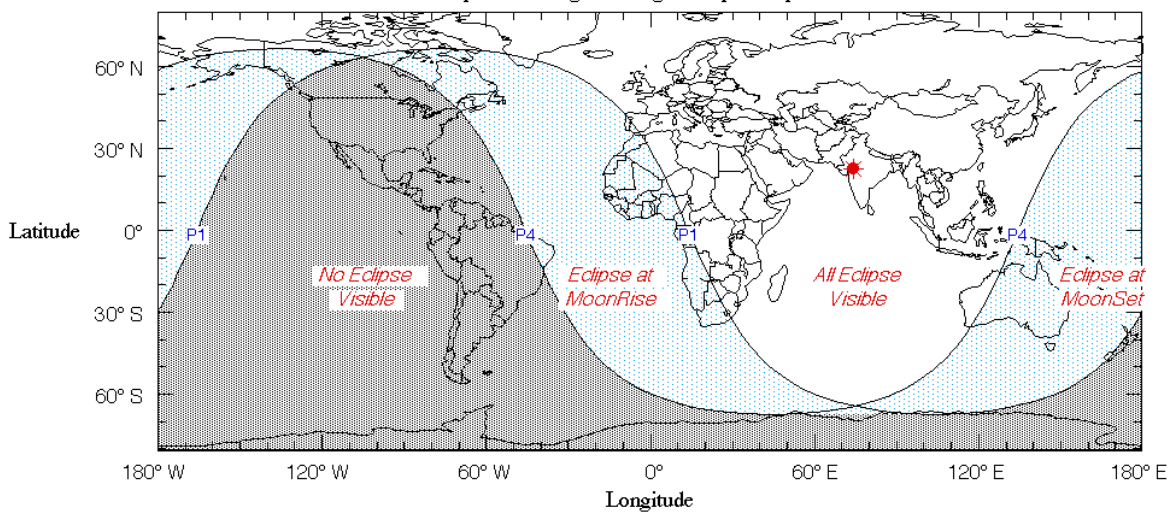 60° N
30° N
Latitude
0°
30° S
60° S
P1
P4
P1
P4
No Eclipse
Visible
Eclipse at
MoonRise
All Eclipse
Visible
Eclipse at
MoonSet
180° W
120° W
60° W
0°
60° E
120° E
180° E
Longitude